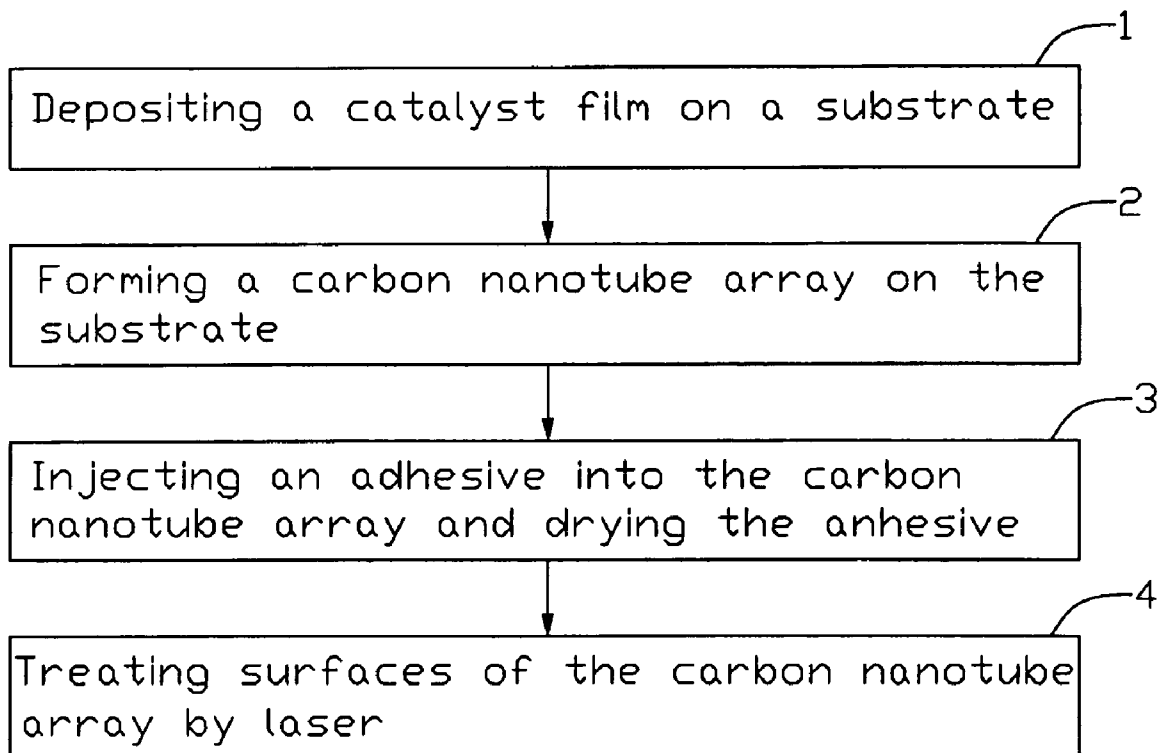 1
Depositing a catalyst film on a substrate
2
Forming a carbon nanotube array on the
substrate
3
Injecting an adhesive into the carbon
nanotube array and drying the anhesive
4
Treating surfaces of the carbon nanotube
array by laser